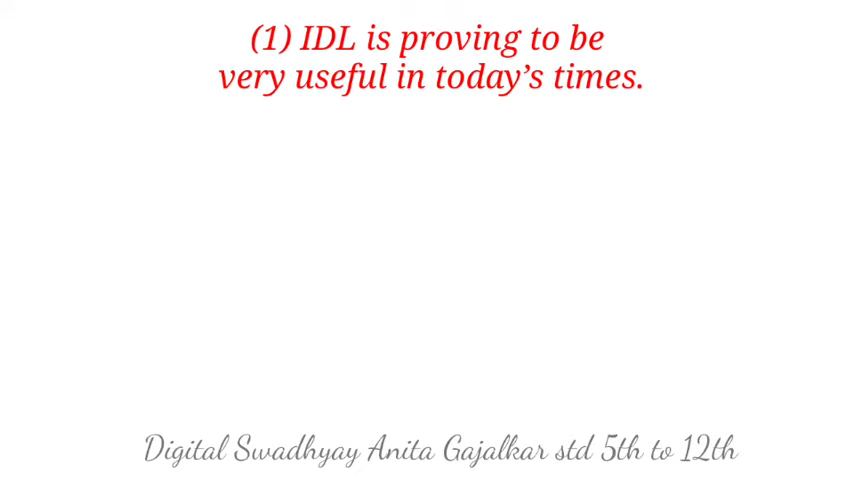 (1) IDL is proving to be
very useful in today’s times.
Digital Swadhyay Anita Gajalkar std 5th to 12th